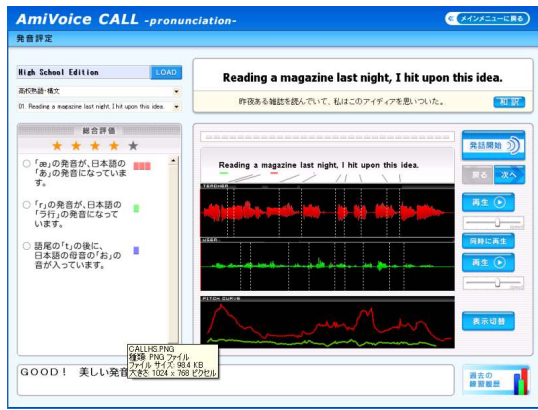 AmiVoice CALL -pronunciation-
メインメニューに戻る
発音評定
High School Edition
LOAD
高校熟語・構文
01. Reading a magazine last night, I hit upon this idea.
Reading a magazine last night, I hit upon this idea.
昨夜ある雑誌を読んでいて、私はこのアイディアを思いついた。
和訳
総合評価
「æ」の発音が、日本語の
「あ」の発音になっていま
す。
「r」の発音が、日本語の
「ラ行」の発音になって
います。
語尾の「t」の後に、
日本語の母音の「お」の
音が入っています。
Reading a magazine last night, I hit upon this idea.
TEACHER
USER
PITCH CURVE
発話開始
戻る
次へ
再生
同時に再生
再生
表示切替
GOOD! 美しい発音
CALLHS.PNG
種類: PNG ファイル
ファイル サイズ: 98.4 KB
大きさ: 1024 x 768 ピクセル
過去の
練習履歴